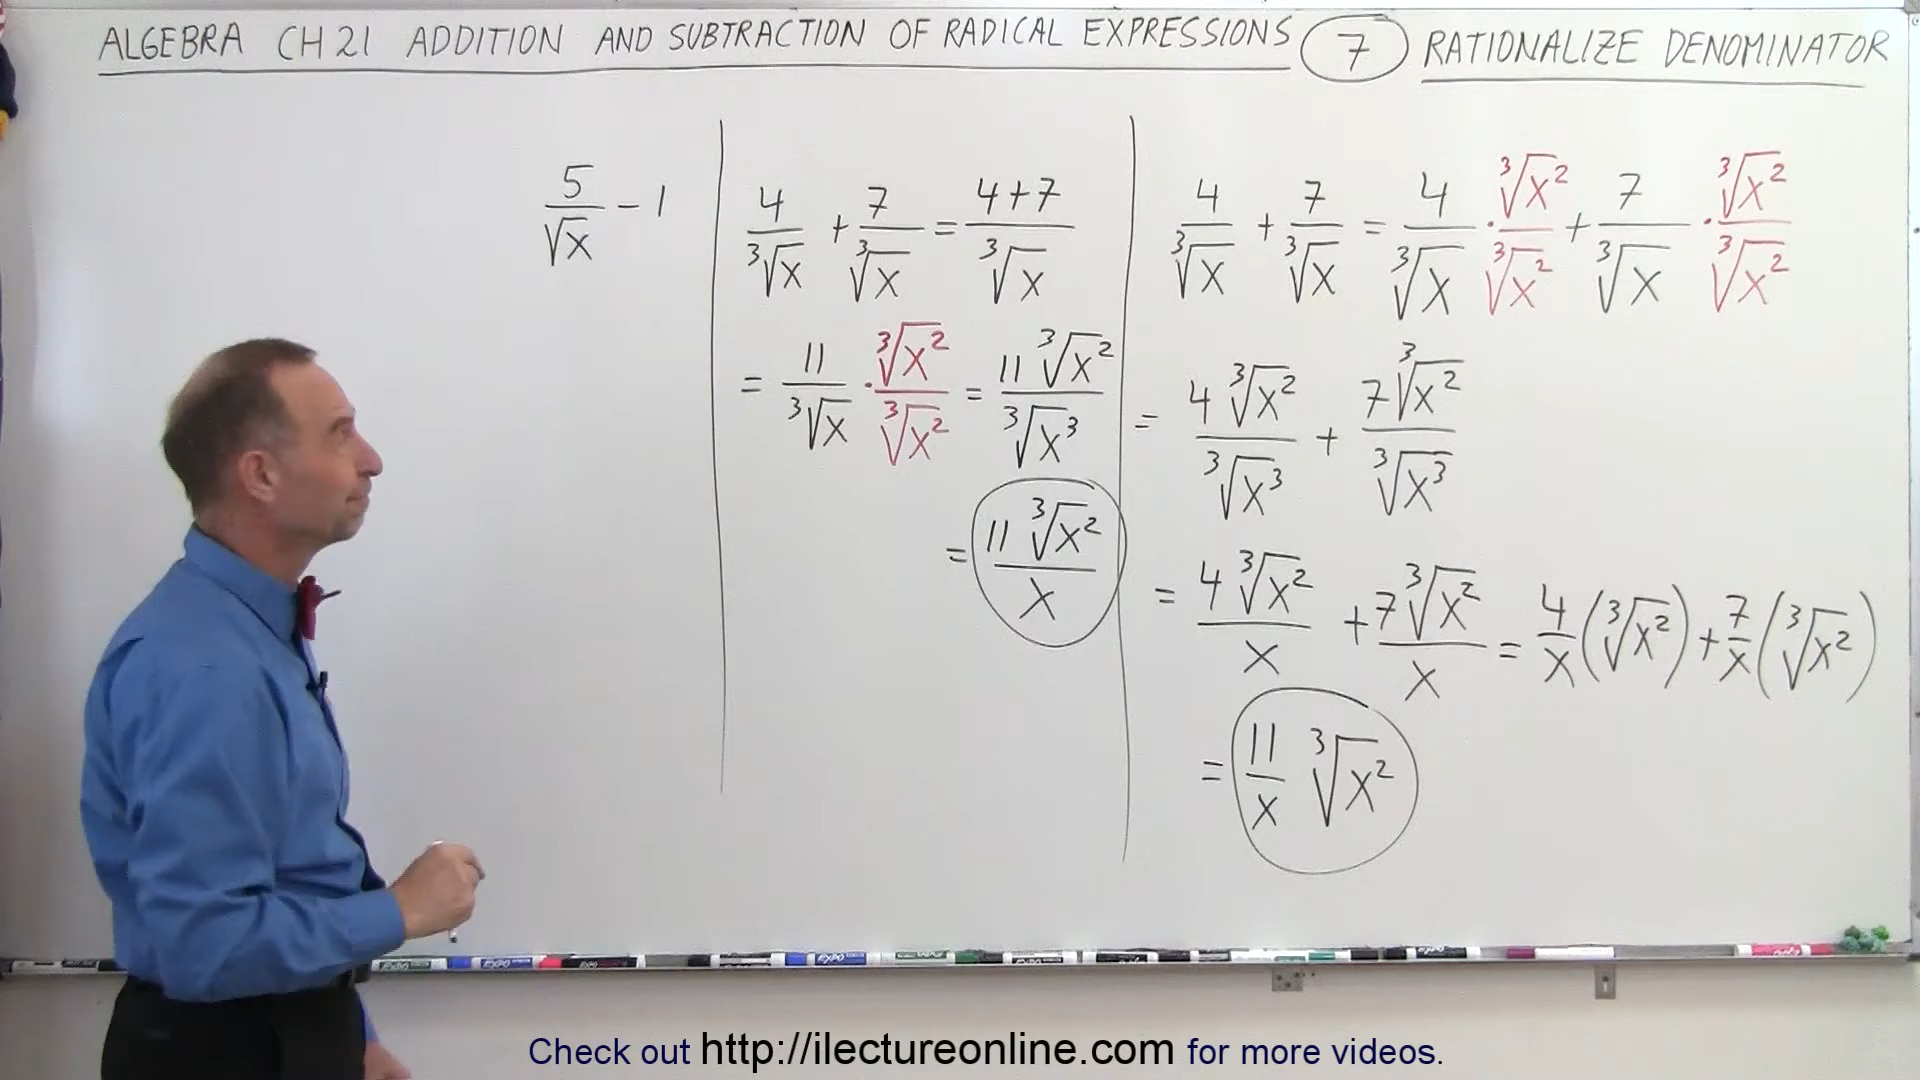 ALGEBRA CH 21 ADDITION AND SUBTRACTION OF RADICAL EXPRESSIONS 7 RATIONALIZE DENOMINATOR
5/√x − 1
4/∛x + 7/∛x = (4+7)/∛x
= 11/∛x · ∛x²/∛x² = 11∛x²/∛x³
= 11∛x²/x
4/∛x + 7/∛x = 4/∛x · ∛x²/∛x² + 7/∛x · ∛x²/∛x²
= 4∛x²/∛x³ + 7∛x²/∛x³
= 4∛x²/x + 7∛x²/x = 4/x(∛x²) + 7/x(∛x²)
= 11/x ∛x²
EXPO
EXPO
Check out http://ilectureonline.com for more videos.